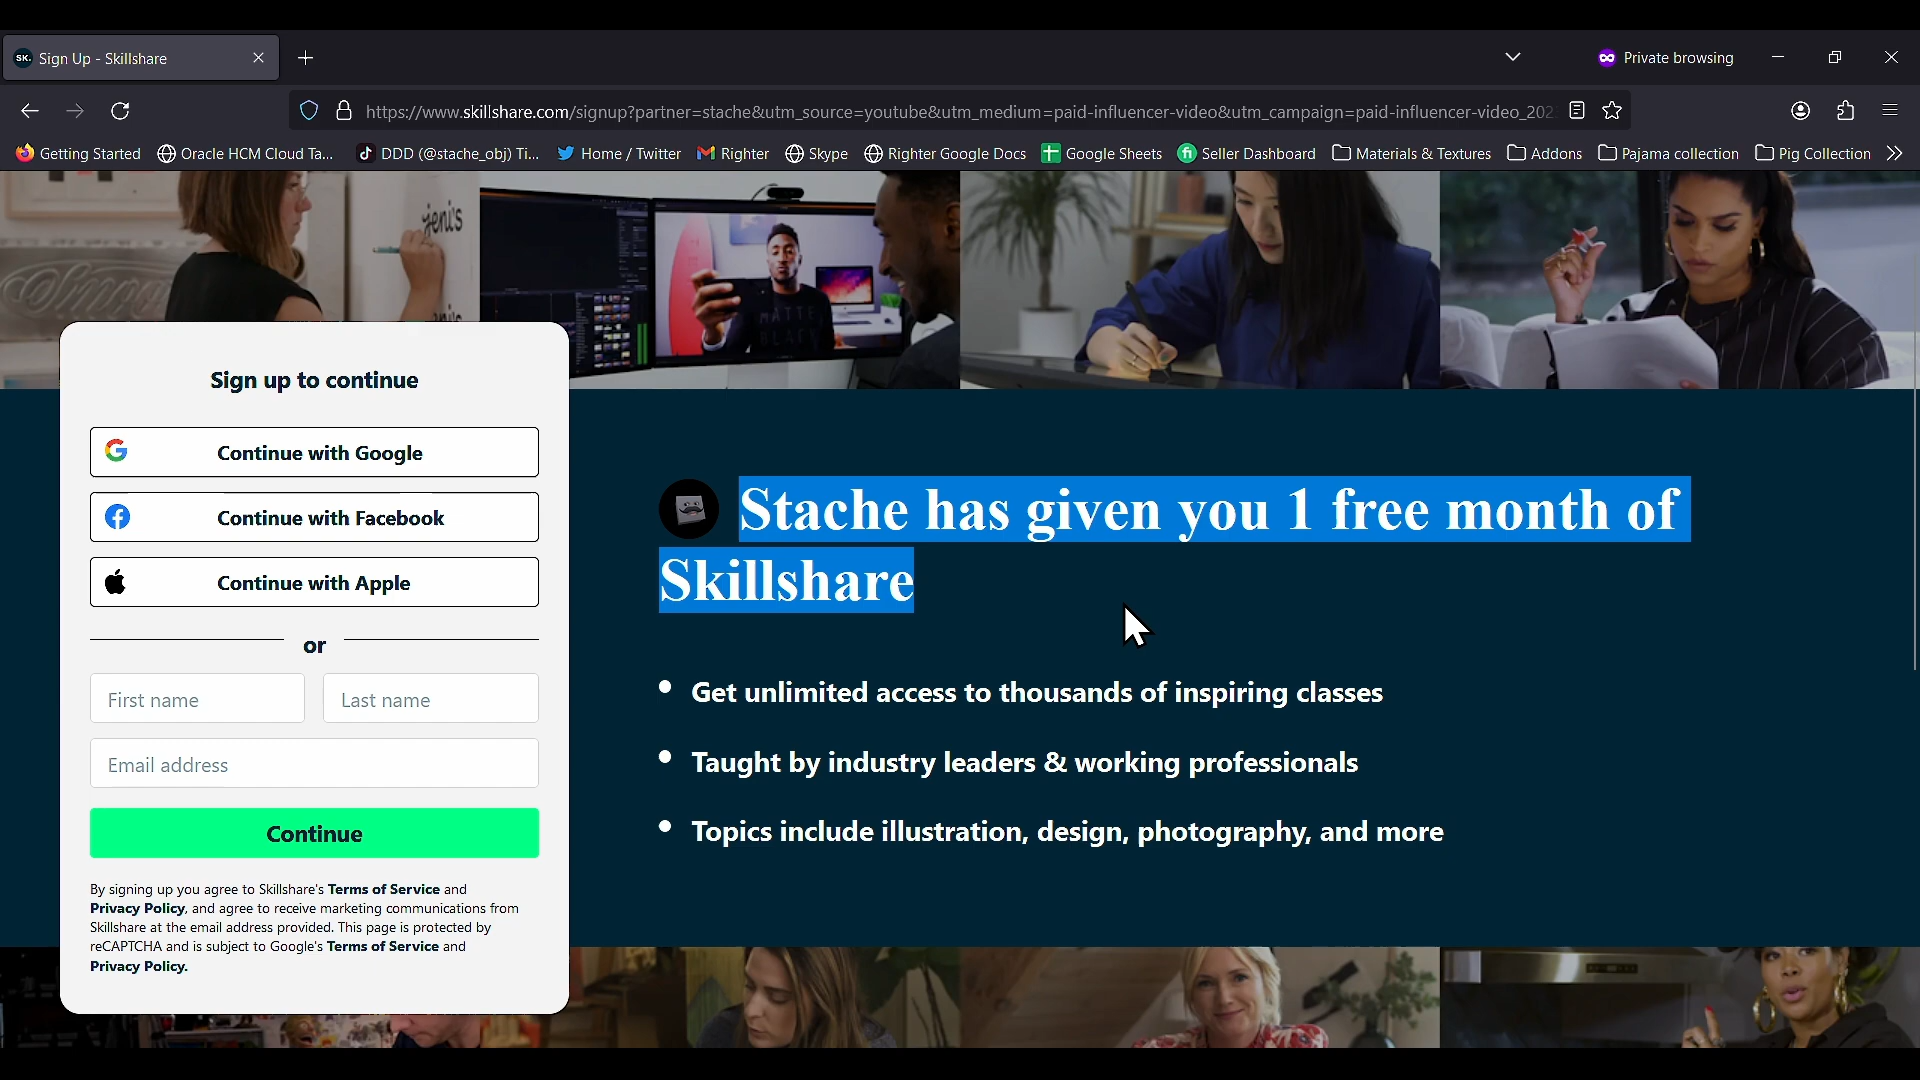 SK. Sign Up - Skillshare
Private browsing
https://www.skillshare.com/signup?partner=stache&utm_source=youtube&utm_medium=paid-influencer-video&utm_campaign=paid-influencer-video_202
Getting Started
Oracle HCM Cloud Ta...
DDD (@stache_obj) Ti...
Home / Twitter
Righter
Skype
Righter Google Docs
Google Sheets
Seller Dashboard
Materials & Textures
Addons
Pajama collection
Pig Collection
jeni's
MATTE
BLACK
Sign up to continue
Continue with Google
Continue with Facebook
Continue with Apple
or
First name
Last name
Email address
Continue
By signing up you agree to Skillshare's Terms of Service and
Privacy Policy, and agree to receive marketing communications from
Skillshare at the email address provided. This page is protected by
reCAPTCHA and is subject to Google's Terms of Service and
Privacy Policy.
Stache has given you 1 free month of
Skillshare
Get unlimited access to thousands of inspiring classes
Taught by industry leaders & working professionals
Topics include illustration, design, photography, and more